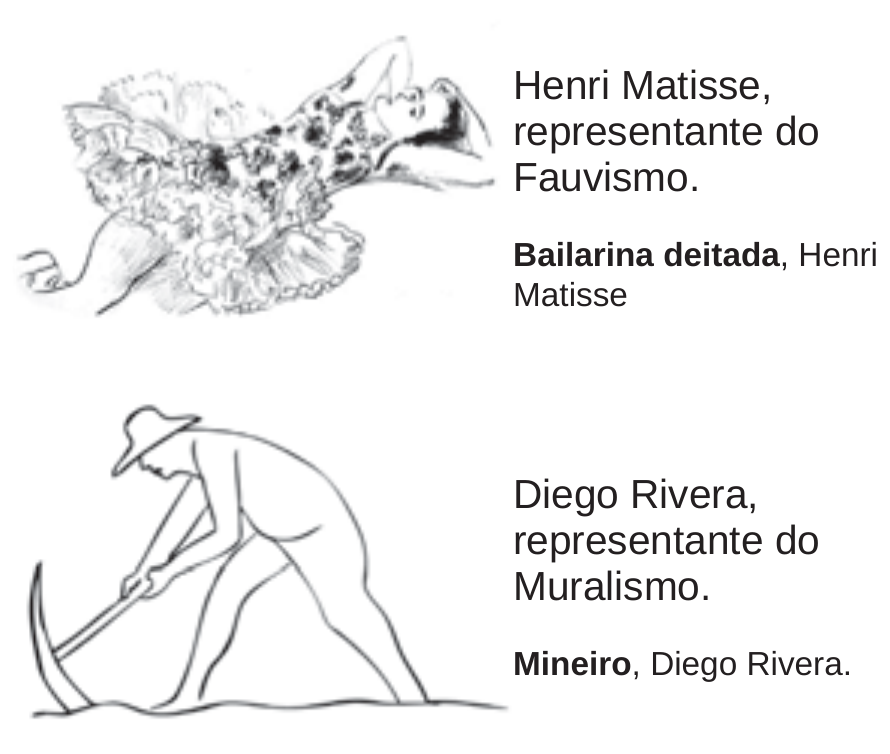 Henri Matisse,
representante do
Fauvismo.
Bailarina deitada, Henri
Matisse
Diego Rivera,
representante do
Muralismo.
Mineiro, Diego Rivera.